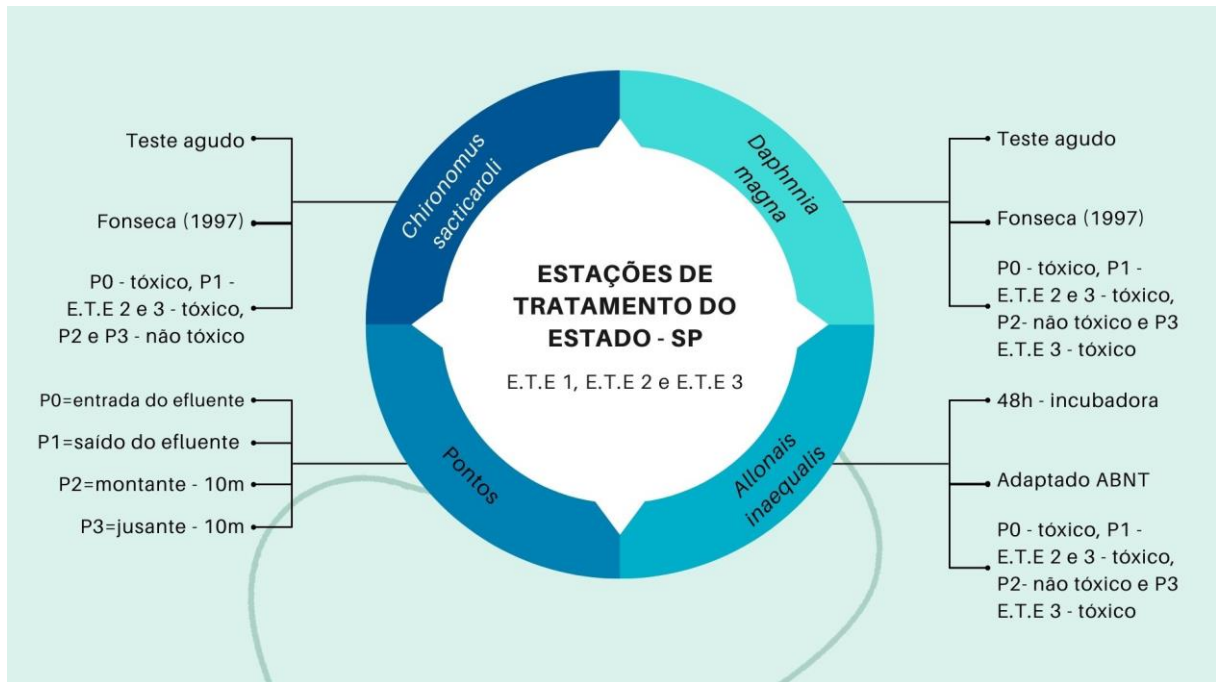 Chironomus
sacticaroli
Teste agudo
Fonseca (1997)
P0 - tóxico, P1 -
E.T.E 2 e 3 - tóxico,
P2 e P3 - não tóxico
Daphnnia
magna
Teste agudo
Fonseca (1997)
P0 - tóxico, P1 -
E.T.E 2 e 3 - tóxico,
P2- não tóxico e P3
E.T.E 3 - tóxico
ESTAÇÕES DE
TRATAMENTO DO
ESTADO - SP
E.T.E 1, E.T.E 2 e E.T.E 3
Pontos
P0=entrada do efluente
P1=saído do efluente
P2=montante - 10m
P3=jusante - 10m
Allonais
inaequalis
48h - incubadora
Adaptado ABNT
P0 - tóxico, P1 -
E.T.E 2 e 3 - tóxico,
P2- não tóxico e P3
E.T.E 3 - tóxico